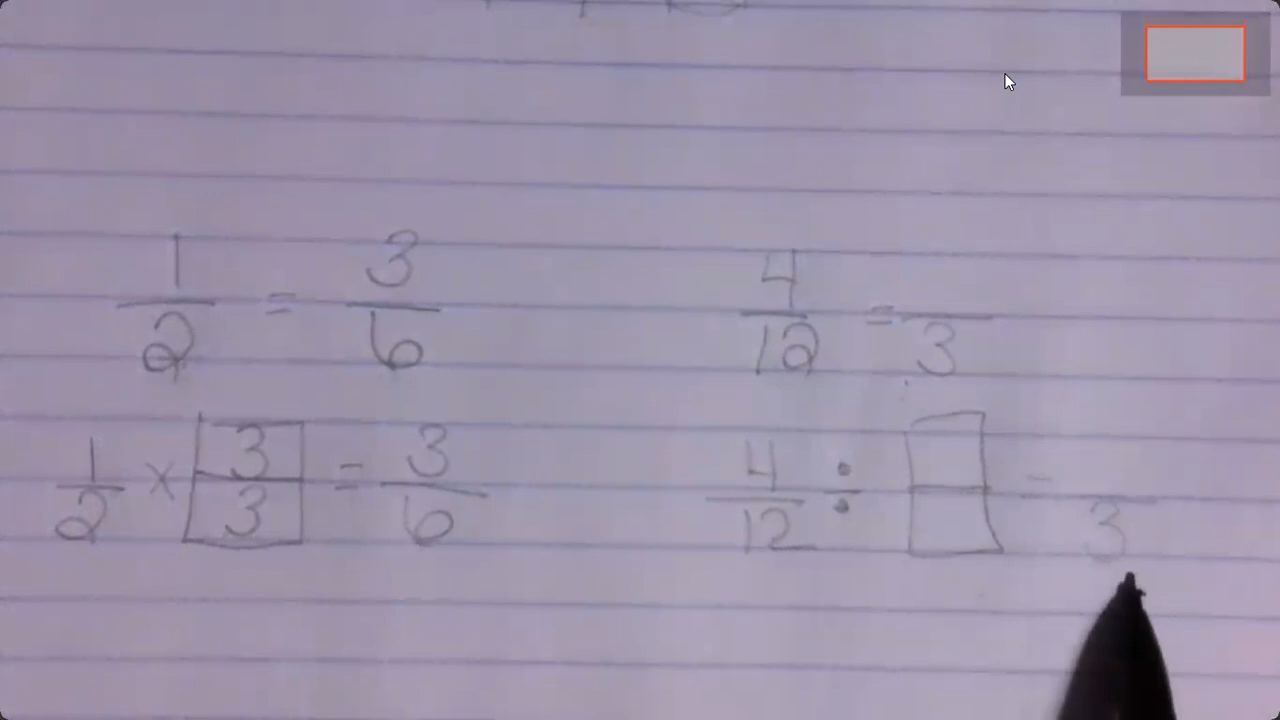 1/2 = 3/6
4/12 = /3
1/2 × 3/3 = 3/6
4/12 ÷ = /3